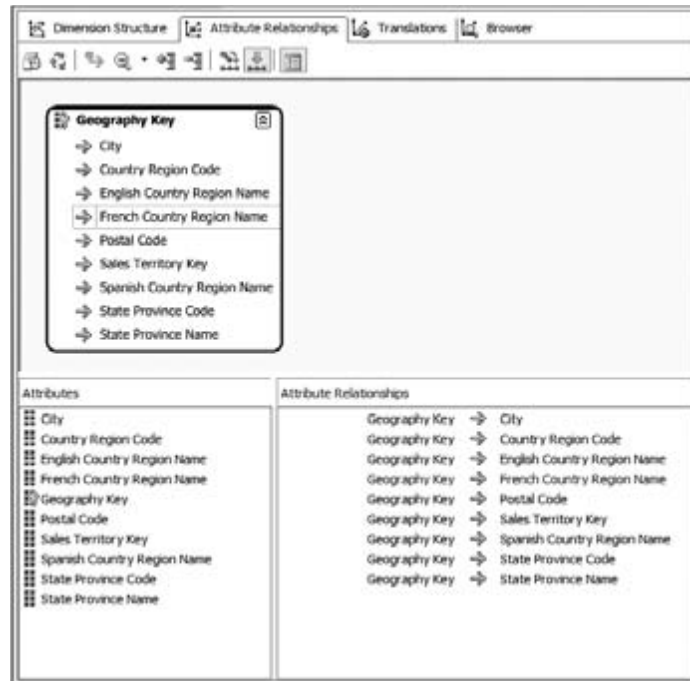 Dimension Structure Attribute Relationships Translations Browser
Geography Key
City
Country Region Code
English Country Region Name
French Country Region Name
Postal Code
Sales Territory Key
Spanish Country Region Name
State Province Code
State Province Name
Attributes
City
Country Region Code
English Country Region Name
French Country Region Name
Geography Key
Postal Code
Sales Territory Key
Spanish Country Region Name
State Province Code
State Province Name
Attribute Relationships
Geography Key City
Geography Key Country Region Code
Geography Key English Country Region Name
Geography Key French Country Region Name
Geography Key Postal Code
Geography Key Sales Territory Key
Geography Key Spanish Country Region Name
Geography Key State Province Code
Geography Key State Province Name